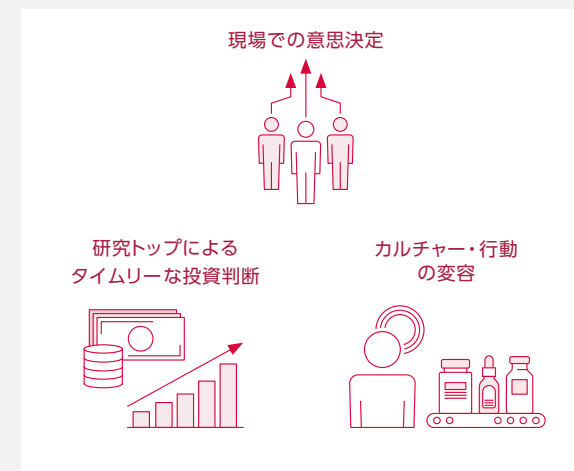 現場での意思決定
研究トップによる
タイムリーな投資判断
カルチャー・行動
の変容